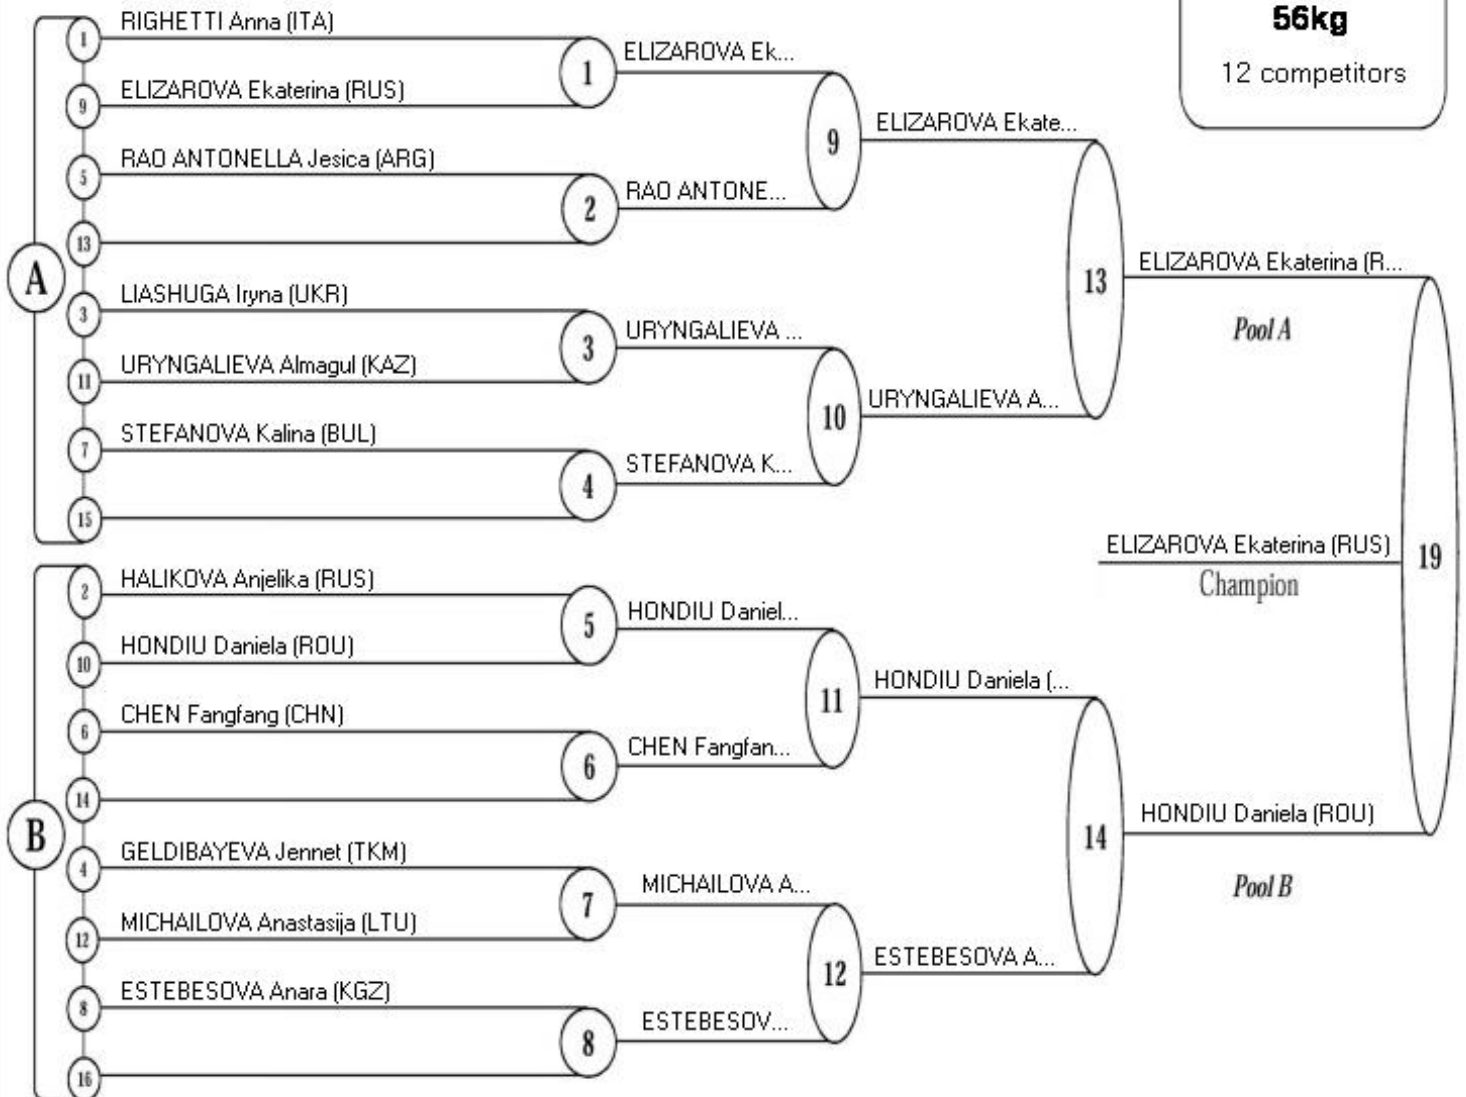 56kg
12 competitors
A
1
RIGHETTI Anna (ITA)
9
ELIZAROVA Ekaterina (RUS)
5
RAO ANTONELLA Jesica (ARG)
13
3
LIASHUGA Iryna (UKR)
11
URYNGALIEVA Almagul (KAZ)
7
STEFANOVA Kalina (BUL)
15
B
2
HALIKOVA Anjelika (RUS)
10
HONDIU Daniela (ROU)
6
CHEN Fangfang (CHN)
14
4
GELDIBAYEVA Jennet (TKM)
12
MICHAILOVA Anastasija (LTU)
8
ESTEBESOVA Anara (KGZ)
16
1
ELIZAROVA Ek...
2
RAO ANTONE...
3
URYNGALIEVA ...
4
STEFANOVA K...
5
HONDIU Daniel...
6
CHEN Fangfan...
7
MICHAILOVA A...
8
ESTEBESOV...
9
ELIZAROVA Ekate...
10
URYNGALIEVA A...
11
HONDIU Daniela (...
12
ESTEBESOVA A...
13
ELIZAROVA Ekaterina (R...
Pool A
14
HONDIU Daniela (ROU)
Pool B
19
ELIZAROVA Ekaterina (RUS)
Champion